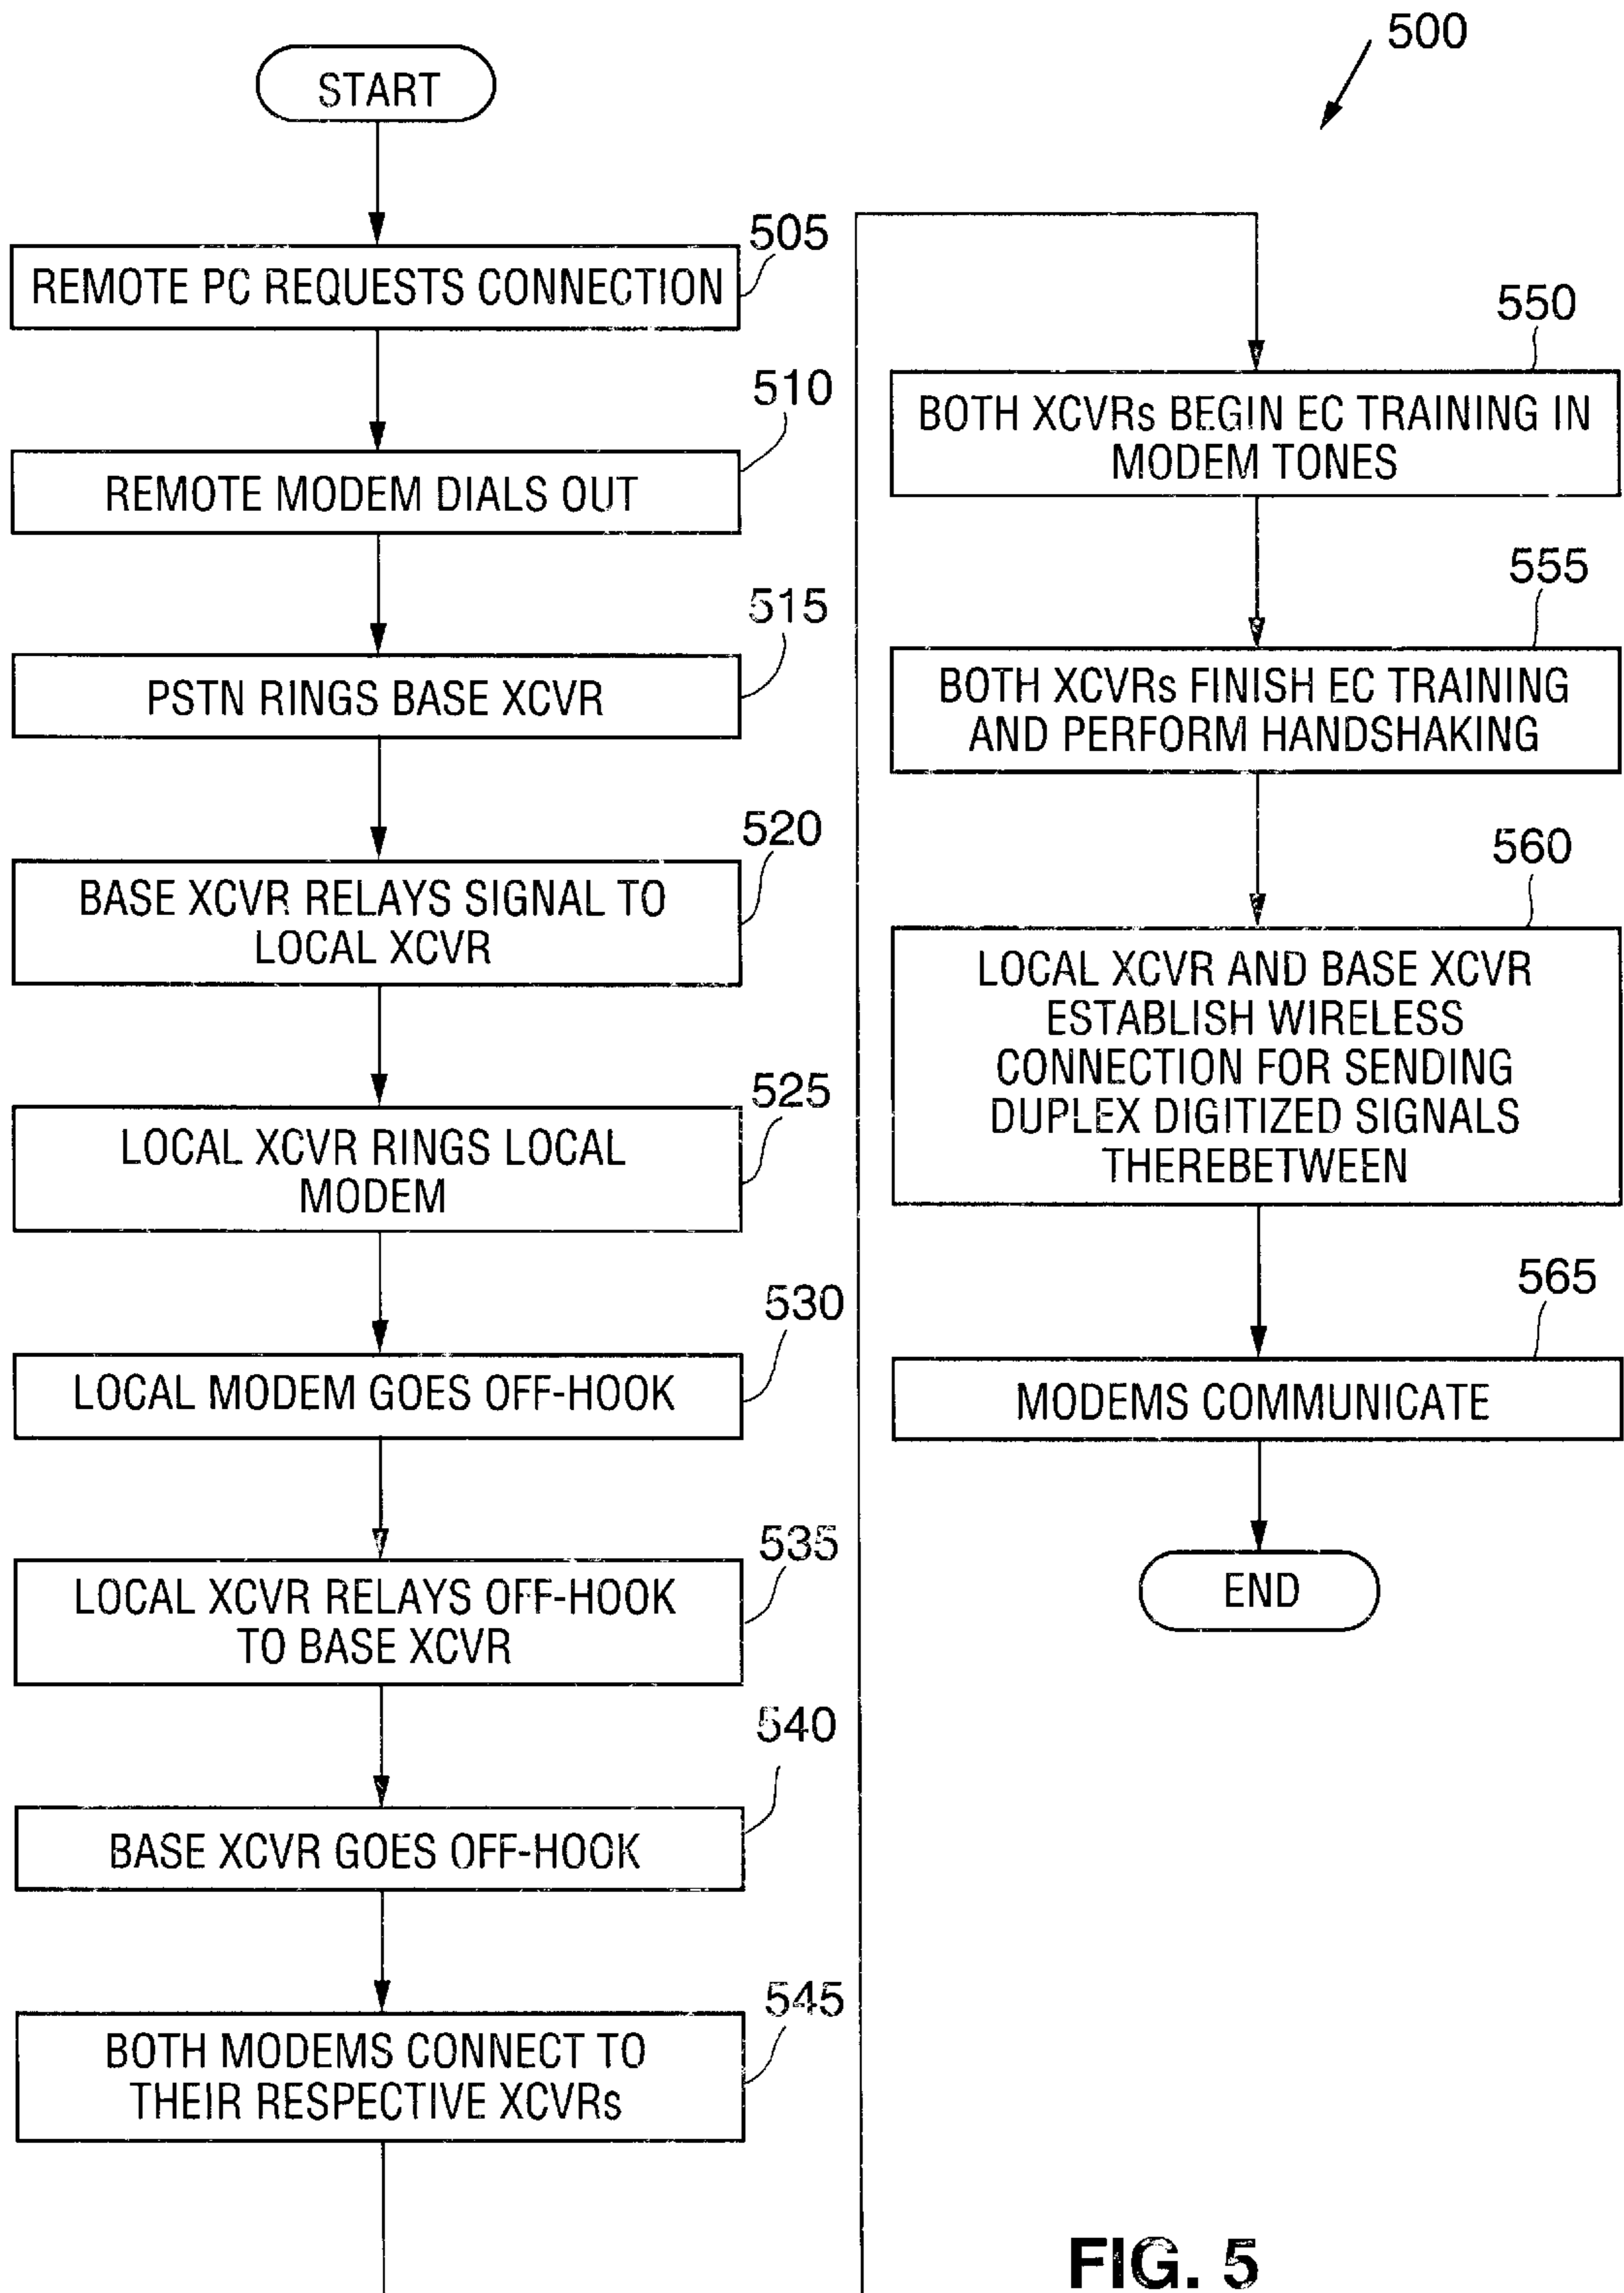 500
START
505
REMOTE PC REQUESTS CONNECTION
510
REMOTE MODEM DIALS OUT
515
PSTN RINGS BASE XCVR
520
BASE XCVR RELAYS SIGNAL TO
LOCAL XCVR
525
LOCAL XCVR RINGS LOCAL
MODEM
530
LOCAL MODEM GOES OFF-HOOK
535
LOCAL XCVR RELAYS OFF-HOOK
TO BASE XCVR
540
BASE XCVR GOES OFF-HOOK
545
BOTH MODEMS CONNECT TO
THEIR RESPECTIVE XCVRs
550
BOTH XCVRs BEGIN EC TRAINING IN
MODEM TONES
555
BOTH XCVRs FINISH EC TRAINING
AND PERFORM HANDSHAKING
560
LOCAL XCVR AND BASE XCVR
ESTABLISH WIRELESS
CONNECTION FOR SENDING
DUPLEX DIGITIZED SIGNALS
THEREBETWEEN
565
MODEMS COMMUNICATE
END
FIG. 5